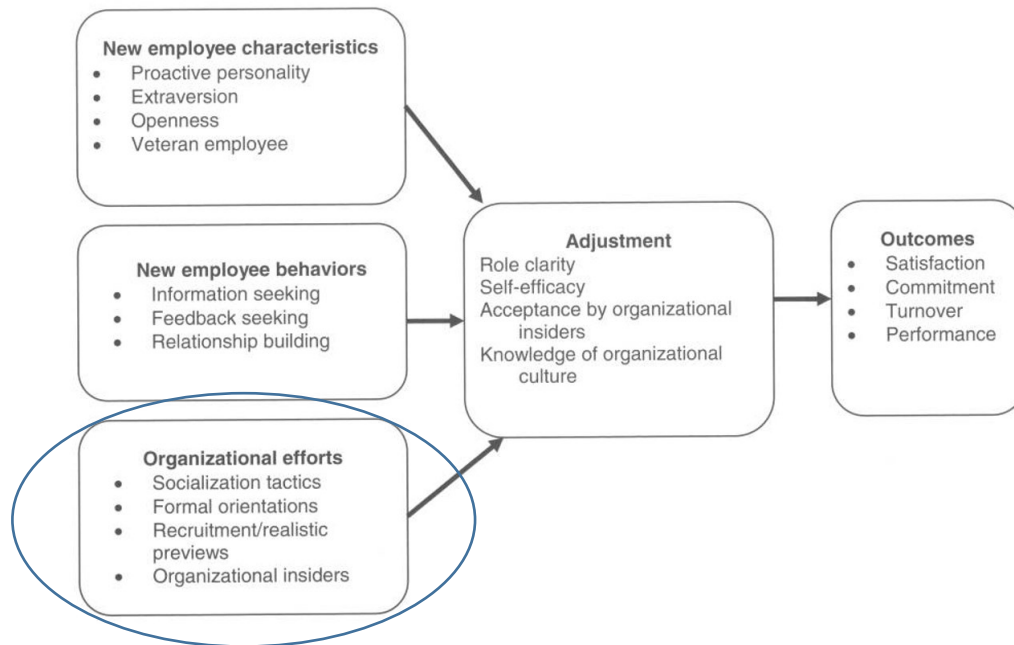 New employee characteristics
• Proactive personality
• Extraversion
• Openness
• Veteran employee
New employee behaviors
• Information seeking
• Feedback seeking
• Relationship building
Organizational efforts
• Socialization tactics
• Formal orientations
• Recruitment/realistic
previews
• Organizational insiders
Adjustment
Role clarity
Self-efficacy
Acceptance by organizational
insiders
Knowledge of organizational
culture
Outcomes
• Satisfaction
• Commitment
• Turnover
• Performance